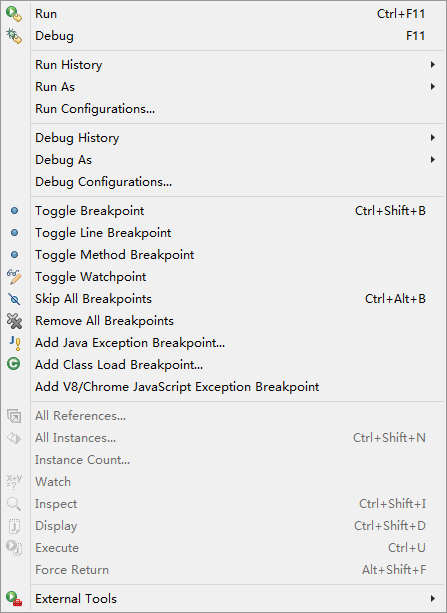 Run Ctrl+F11
Debug F11
Run History
Run As
Run Configurations...
Debug History
Debug As
Debug Configurations...
Toggle Breakpoint Ctrl+Shift+B
Toggle Line Breakpoint
Toggle Method Breakpoint
Toggle Watchpoint
Skip All Breakpoints Ctrl+Alt+B
Remove All Breakpoints
Add Java Exception Breakpoint...
Add Class Load Breakpoint...
Add V8/Chrome JavaScript Exception Breakpoint
All References...
All Instances... Ctrl+Shift+N
Instance Count...
Watch
Inspect Ctrl+Shift+I
Display Ctrl+Shift+D
Execute Ctrl+U
Force Return Alt+Shift+F
External Tools